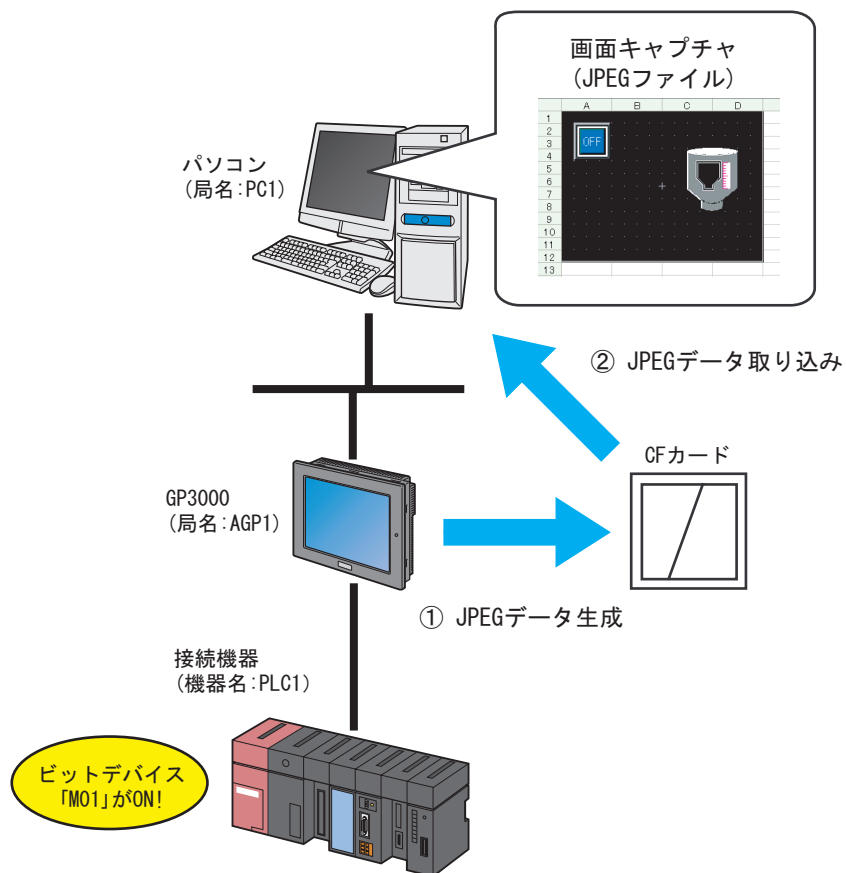 画面キャプチャ
(JPEGファイル)
A B C D
1
2
3
4
5
6
7
8
9
10
11
12
13
OFF
パソコン
(局名:PC1)
② JPEGデータ取り込み
CFカード
GP3000
(局名:AGP1)
① JPEGデータ生成
接続機器
(機器名:PLC1)
ビットデバイス
「M01」がON!